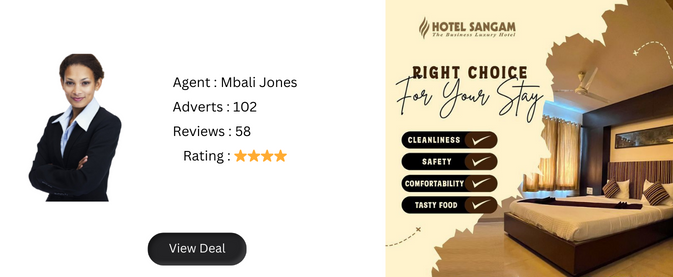 Agent : Mbali Jones
Adverts : 102
Reviews : 58
Rating :
View Deal
HOTEL SANGAM
The Business Luxury Hotel
RIGHT CHOICE
For Your Stay
CLEANLINESS
SAFETY
COMFORTABILITY
TASTY FOOD